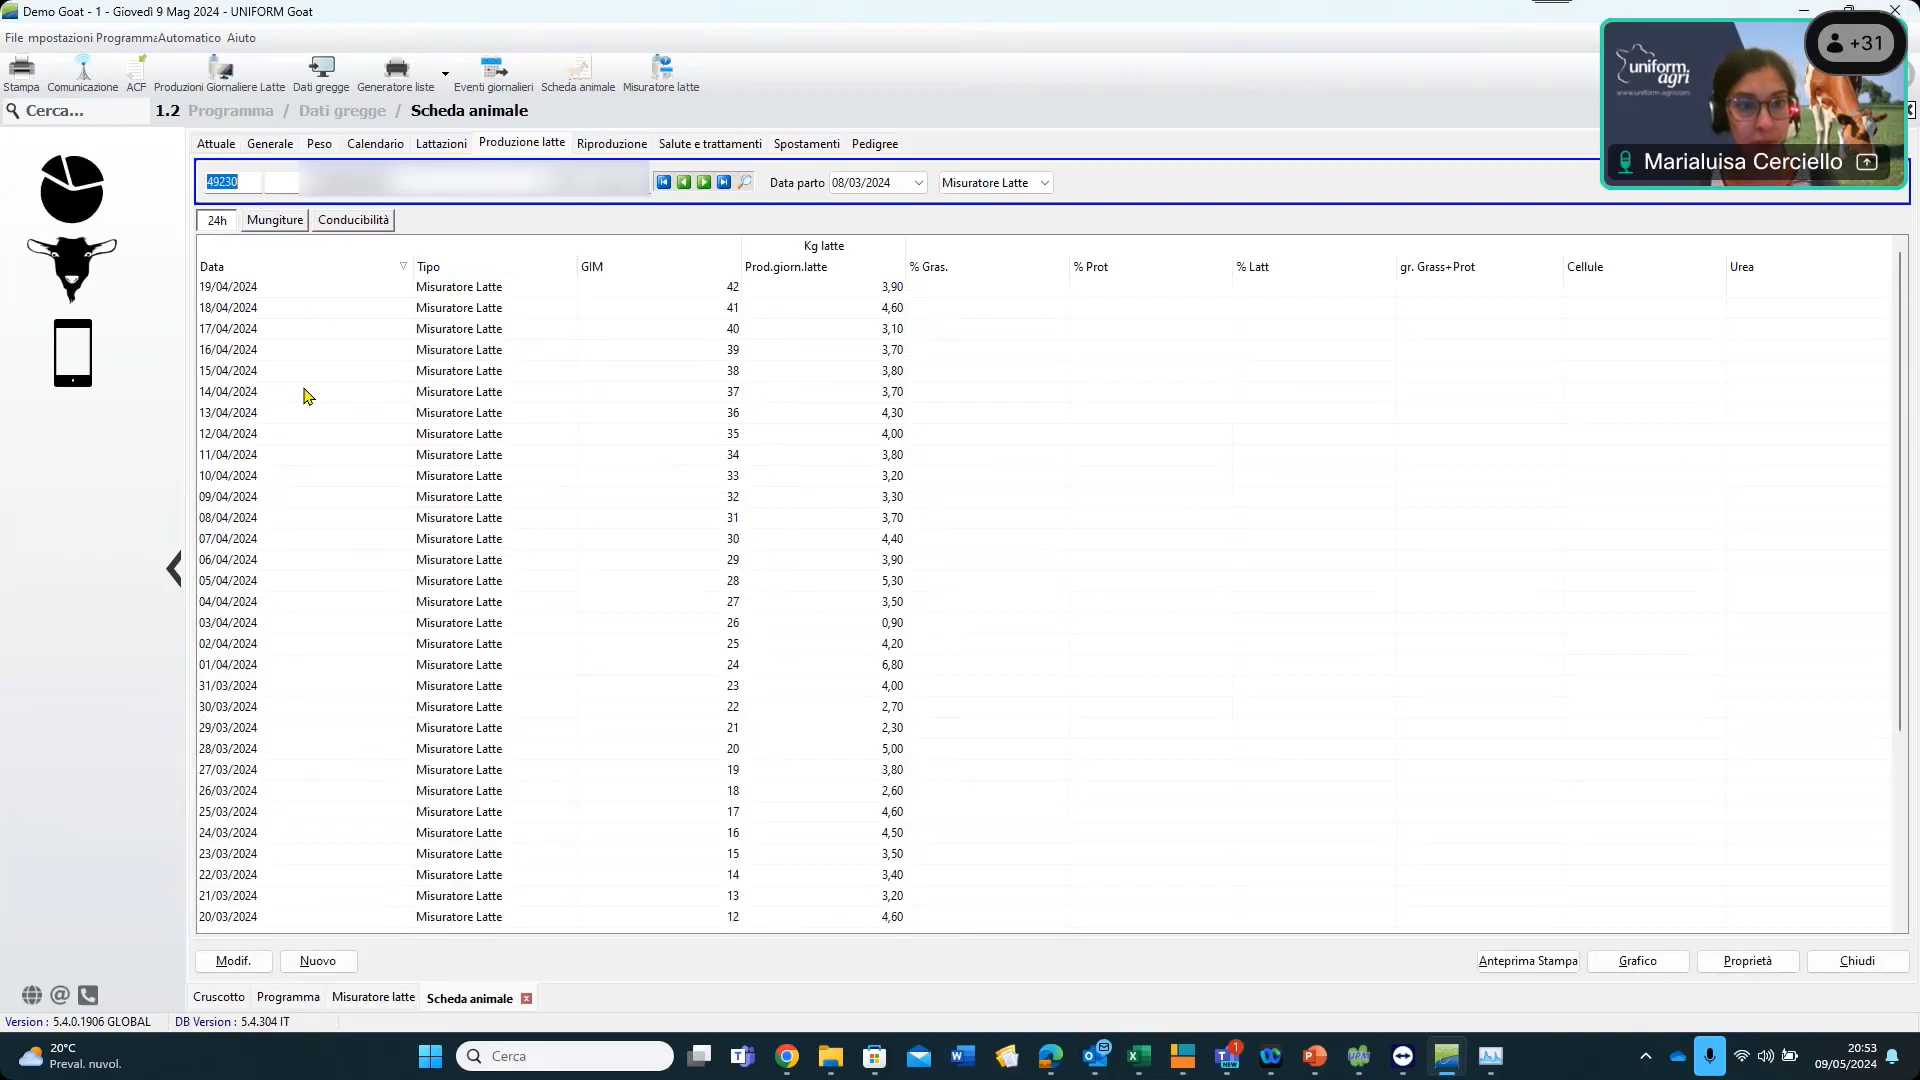 Demo Goat - 1 - Giovedì 9 Mag 2024 - UNIFORM Goat
File mpostazioni ProgrammaAutomatico Aiuto
+31
Stampa Comunicazione ACF Produzioni Giornaliere Latte Dati gregge Generatore liste Eventi giornalieri Scheda animale Misuratore latte
uniform.
agri
www.uniform-agri.com
Marialuisa Cerciello
Cerca... 1.2 Programma / Dati gregge / Scheda animale
Attuale Generale Peso Calendario Lattazioni Produzione latte Riproduzione Salute e trattamenti Spostamenti Pedigree
49230 Data parto 08/03/2024 Misuratore Latte
24h Mungiture Conducibilità
Kg latte
Data Tipo GIM Prod.giorn.latte % Gras. % Prot % Latt gr. Grass+Prot Cellule Urea
19/04/2024 Misuratore Latte 42 3,90
18/04/2024 Misuratore Latte 41 4,60
17/04/2024 Misuratore Latte 40 3,10
16/04/2024 Misuratore Latte 39 3,70
15/04/2024 Misuratore Latte 38 3,80
14/04/2024 Misuratore Latte 37 3,70
13/04/2024 Misuratore Latte 36 4,30
12/04/2024 Misuratore Latte 35 4,00
11/04/2024 Misuratore Latte 34 3,80
10/04/2024 Misuratore Latte 33 3,20
09/04/2024 Misuratore Latte 32 3,30
08/04/2024 Misuratore Latte 31 3,70
07/04/2024 Misuratore Latte 30 4,40
06/04/2024 Misuratore Latte 29 3,90
05/04/2024 Misuratore Latte 28 5,30
04/04/2024 Misuratore Latte 27 3,50
03/04/2024 Misuratore Latte 26 0,90
02/04/2024 Misuratore Latte 25 4,20
01/04/2024 Misuratore Latte 24 6,80
31/03/2024 Misuratore Latte 23 4,00
30/03/2024 Misuratore Latte 22 2,70
29/03/2024 Misuratore Latte 21 2,30
28/03/2024 Misuratore Latte 20 5,00
27/03/2024 Misuratore Latte 19 3,80
26/03/2024 Misuratore Latte 18 2,60
25/03/2024 Misuratore Latte 17 4,60
24/03/2024 Misuratore Latte 16 4,50
23/03/2024 Misuratore Latte 15 3,50
22/03/2024 Misuratore Latte 14 3,40
21/03/2024 Misuratore Latte 13 3,20
20/03/2024 Misuratore Latte 12 4,60
Modif. Nuovo Anteprima Stampa Grafico Proprietà Chiudi
Cruscotto Programma Misuratore latte Scheda animale
Version : 5.4.0.1906 GLOBAL DB Version : 5.4.304 IT
20°C
Preval. nuvol.
Cerca
1
NEW
20:53
09/05/2024